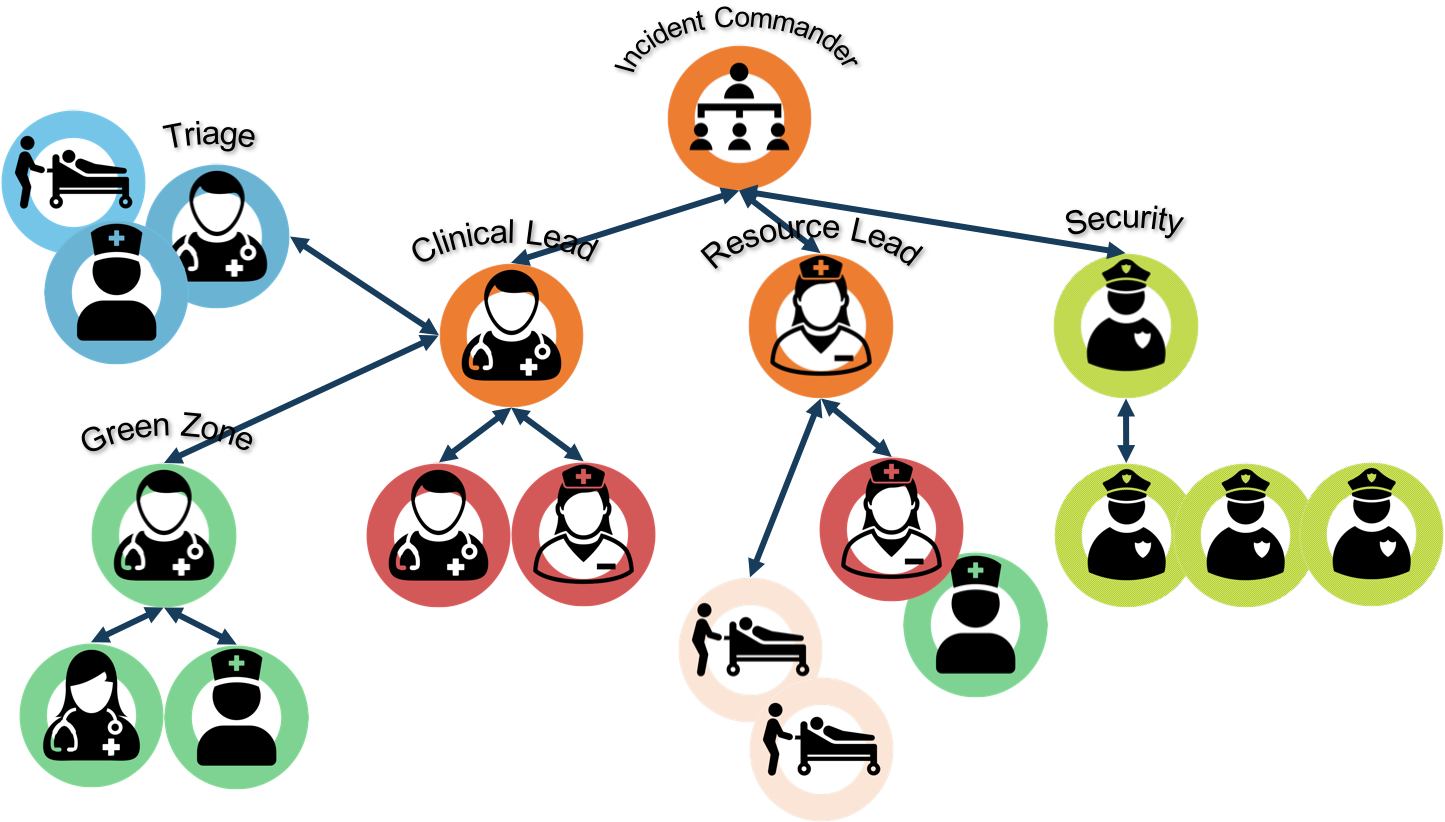 Incident Commander
Triage
Clinical Lead
Resource Lead
Security
Green Zone